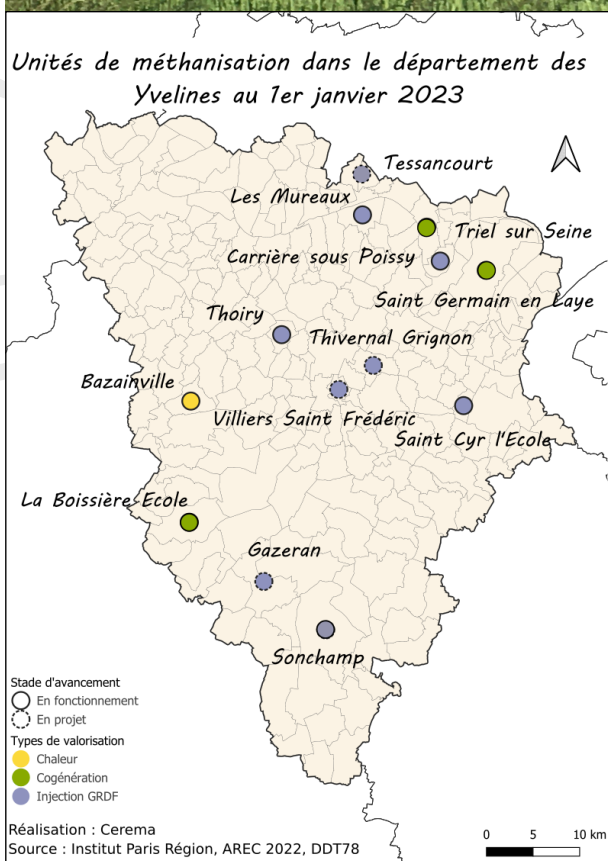 Unités de méthanisation dans le département des
Yvelines au 1er janvier 2023
Tessancourt
Les Mureaux
Triel sur Seine
Carrière sous Poissy
Saint Germain en Laye
Thoiry
Thivernal Grignon
Bazainville
Villiers Saint Frédéric
Saint Cyr l'Ecole
La Boissière Ecole
Gazeran
Sonchamp
Stade d'avancement
En fonctionnement
En projet
Types de valorisation
Chaleur
Cogénération
Injection GRDF
Réalisation : Cerema
Source : Institut Paris Région, AREC 2022, DDT78
0 5 10 km